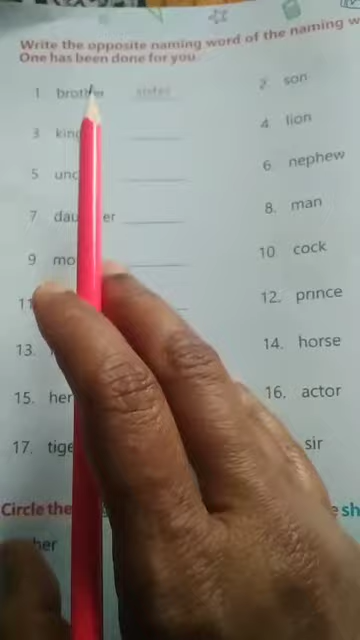 Write the opposite naming word of the naming w
One has been done for you.
1 brother sister 2. son
3 king 4. lion
5 unc 6. nephew
7 dau er 8. man
9 mo 10 cock
11 12. prince
13. 14. horse
15. her 16. actor
17. tige sir
Circle the e sh
her